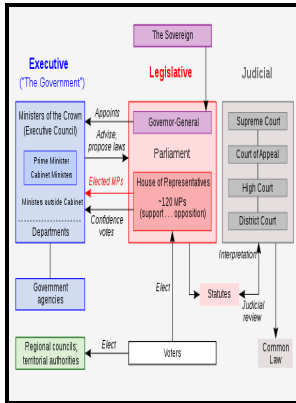 The Sovereign
Executive
("The Government")
Legislative
Judicial
Ministers of the Crown
(Executive Council)
Prime Minister
Cabinet Ministes
Ministes outside Cabinet
Departments
Appoints
Advise,
propose laws
Elected MPs
Confidence
votes
Governor-General
Parliament
House of Representatives
~120 MPs
(support . . . opposition)
Supreme Court
Court of Appeal
High Court
District Court
Government
agencies
Elect
Interpretation
Statutes
Judicial
review
Regional councils;
territorial authorities
Elect
Voters
Common
Law